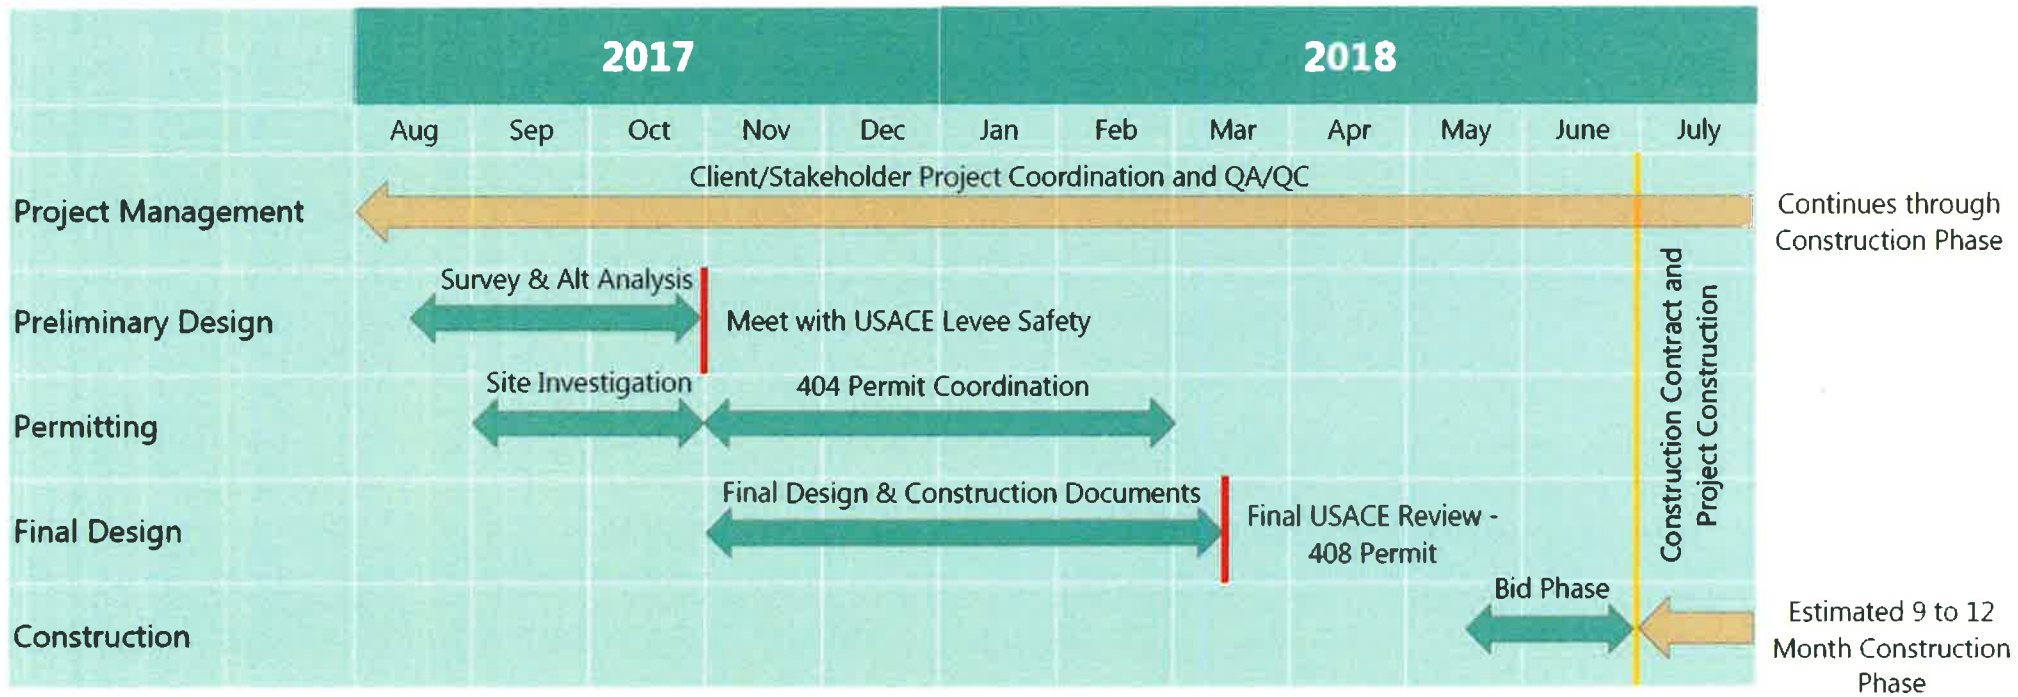 2017 2018
Aug Sep Oct Nov Dec Jan Feb Mar Apr May June July
Client/Stakeholder Project Coordination and QA/QC
Project Management
Continues through
Construction Phase
Survey & Alt Analysis
Preliminary Design
Meet with USACE Levee Safety
Construction Contract and
Project Construction
Site Investigation
404 Permit Coordination
Permitting
Final Design & Construction Documents
Final Design
Final USACE Review -
408 Permit
Bid Phase
Construction
Estimated 9 to 12
Month Construction
Phase